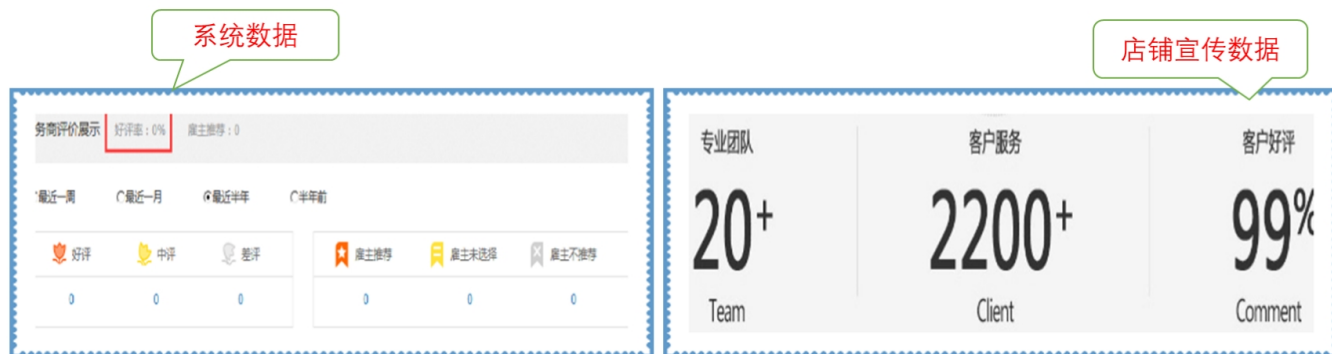 系统数据
店铺宣传数据
务商评价展示 好评率：0% 雇主推荐：0
最近一周 最近一月 最近半年 半年前
好评 中评 差评 雇主推荐 雇主未选择 雇主不推荐
0 0 0 0 0 0
专业团队 客户服务 客户好评
20+ 2200+ 99%
Team Client Comment